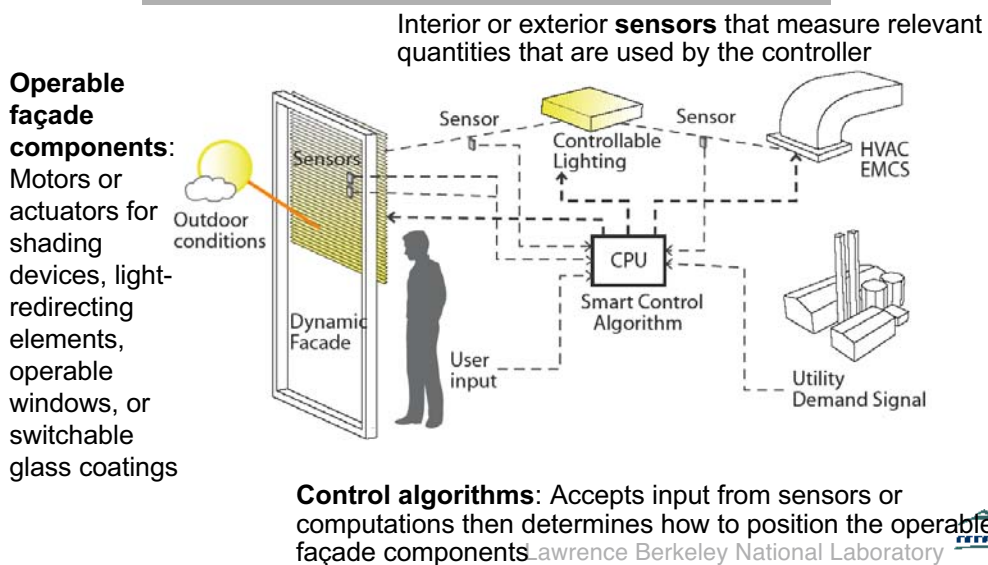 Interior or exterior sensors that measure relevant
quantities that are used by the controller
Operable
façade
components:
Motors or
actuators for
shading
devices, light-
redirecting
elements,
operable
windows, or
switchable
glass coatings
Outdoor
conditions
Sensors
Dynamic
Facade
Sensor
Controllable
Lighting
Sensor
HVAC
EMCS
CPU
Smart Control
Algorithm
User
input
Utility
Demand Signal
Control algorithms: Accepts input from sensors or
computations then determines how to position the operable
façade components
Lawrence Berkeley National Laboratory